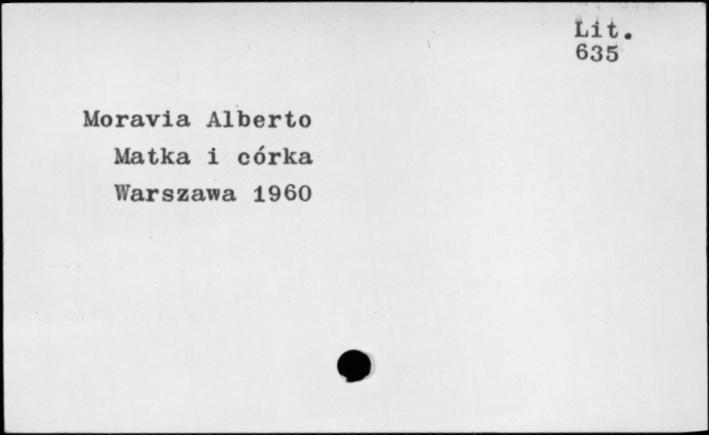 Lit.
635
Moravia Alberto
Matka i córka
Warszawa 1960